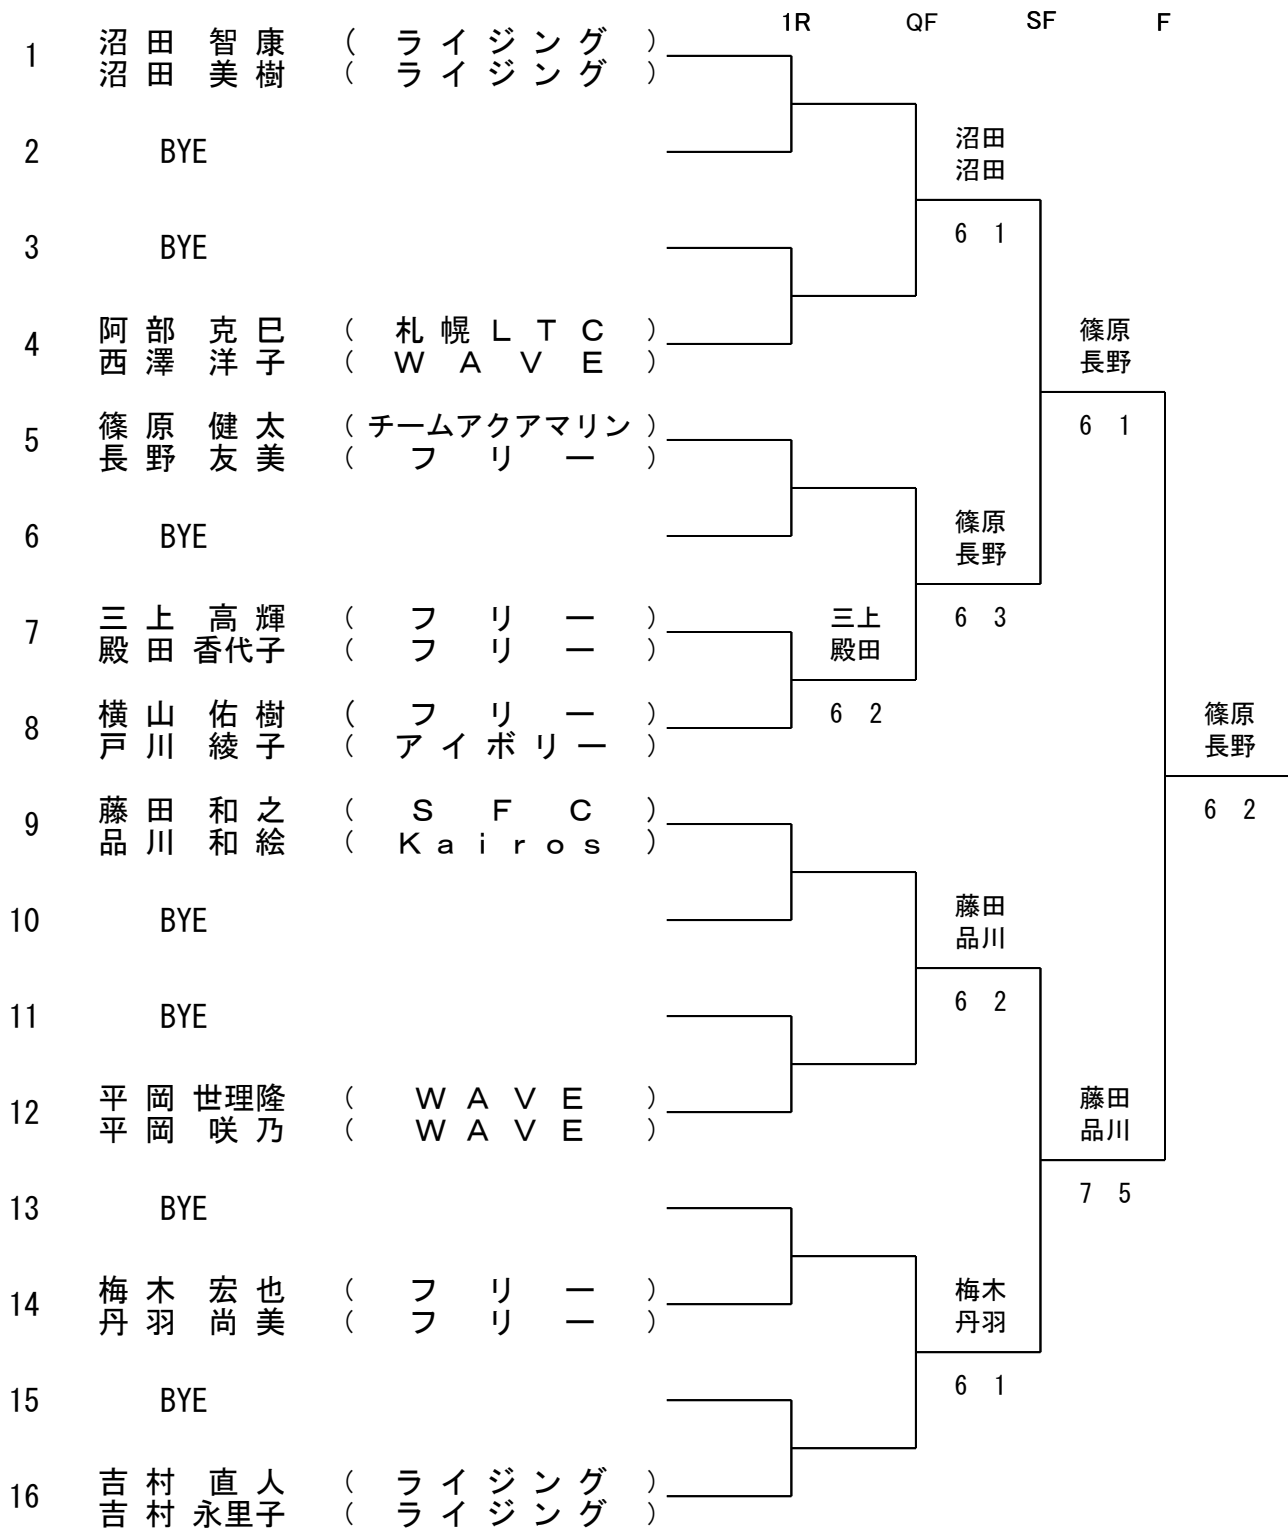 1R QF SF F
1 沼田 智康 (ライジング)
沼田 美樹 (ライジング)
2 BYE
沼田
沼田
6 1
3 BYE
4 阿部 克巳 (札幌LTC)
西澤 洋子 (WAVE)
篠原
長野
6 1
5 篠原 健太 (チームアクアマリン)
長野 友美 (フリー)
6 BYE
篠原
長野
6 3
7 三上 高輝 (フリー)
殿田 香代子 (フリー)
三上
殿田
6 2
8 横山 佑樹 (フリー)
戸川 綾子 (アイボリー)
篠原
長野
6 2
9 藤田 和之 (SFC)
品川 和絵 (Kairos)
10 BYE
藤田
品川
6 2
11 BYE
12 平岡 世理隆 (WAVE)
平岡 咲乃 (WAVE)
藤田
品川
7 5
13 BYE
14 梅木 宏也 (フリー)
丹羽 尚美 (フリー)
梅木
丹羽
6 1
15 BYE
16 吉村 直人 (ライジング)
吉村 永里子 (ライジング)